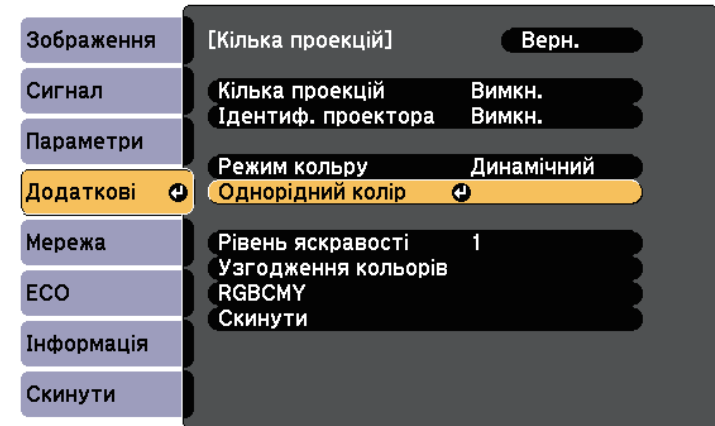 Зображення
Сигнал
Параметри
Додаткові
Мережа
ECO
Інформація
Скинути
[Кілька проекцій] Верн.
Кілька проекцій Вимкн.
Ідентиф. проектора Вимкн.
Режим кольру Динамічний
Однорідний колір
Рівень яскравості 1
Узгодження кольорів
RGBCMY
Скинути